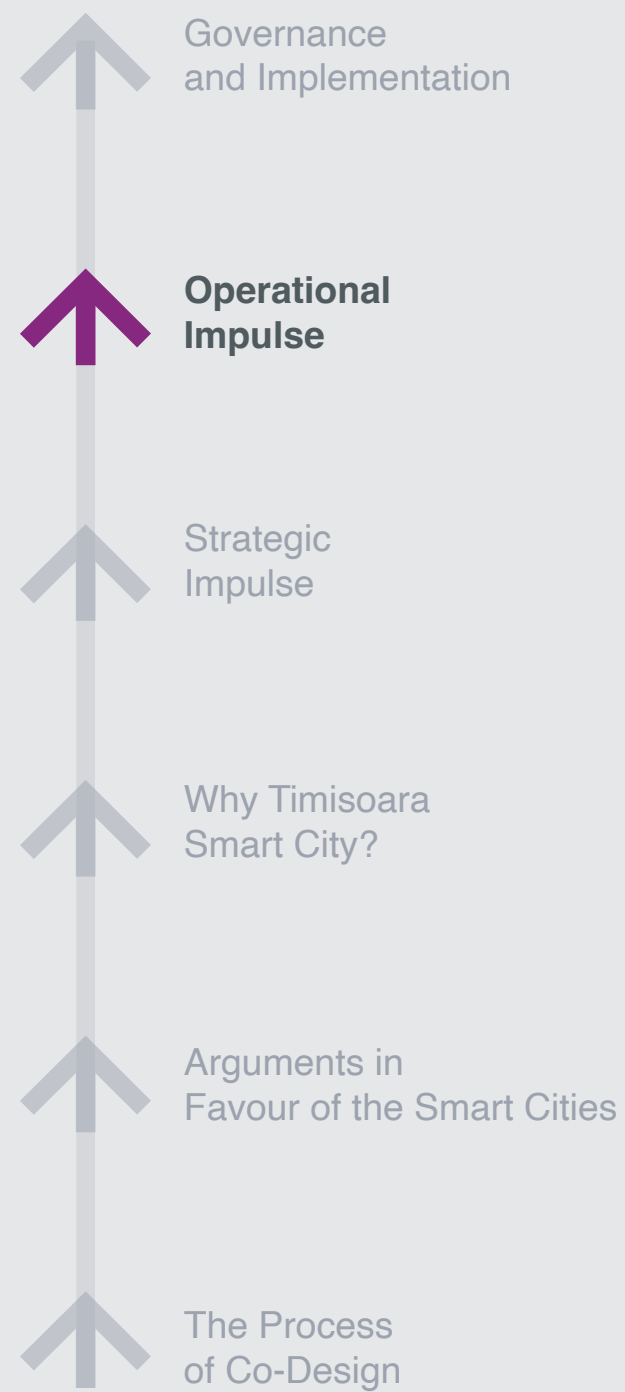 Governance
and Implementation
Operational
Impulse
Strategic
Impulse
Why Timisoara
Smart City?
Arguments in
Favour of the Smart Cities
The Process
of Co-Design